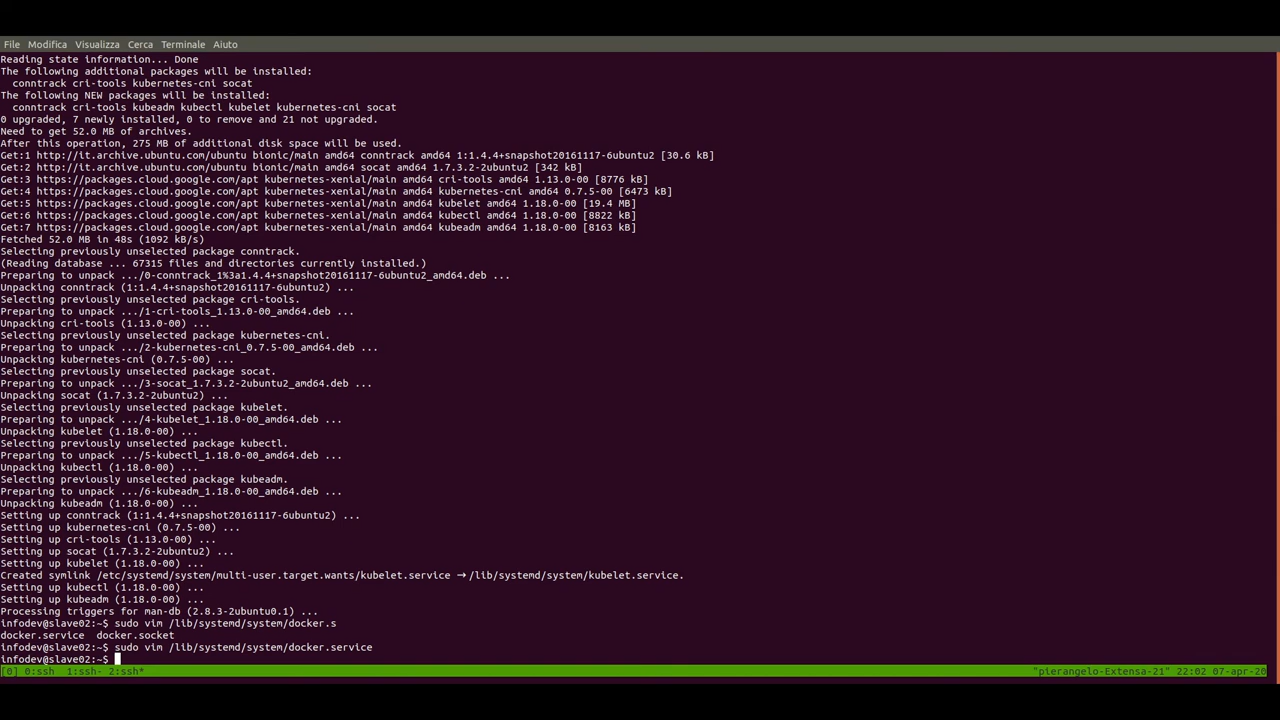 File Modifica Visualizza Cerca Terminale Aiuto
Reading state information... Done
The following additional packages will be installed:
  conntrack cri-tools kubernetes-cni socat
The following NEW packages will be installed:
  conntrack cri-tools kubeadm kubectl kubelet kubernetes-cni socat
0 upgraded, 7 newly installed, 0 to remove and 21 not upgraded.
Need to get 52.0 MB of archives.
After this operation, 275 MB of additional disk space will be used.
Get:1 http://it.archive.ubuntu.com/ubuntu bionic/main amd64 conntrack amd64 1:1.4.4+snapshot20161117-6ubuntu2 [30.6 kB]
Get:2 http://it.archive.ubuntu.com/ubuntu bionic/main amd64 socat amd64 1.7.3.2-2ubuntu2 [342 kB]
Get:3 https://packages.cloud.google.com/apt kubernetes-xenial/main amd64 cri-tools amd64 1.13.0-00 [8776 kB]
Get:4 https://packages.cloud.google.com/apt kubernetes-xenial/main amd64 kubernetes-cni amd64 0.7.5-00 [6473 kB]
Get:5 https://packages.cloud.google.com/apt kubernetes-xenial/main amd64 kubelet amd64 1.18.0-00 [19.4 MB]
Get:6 https://packages.cloud.google.com/apt kubernetes-xenial/main amd64 kubectl amd64 1.18.0-00 [8822 kB]
Get:7 https://packages.cloud.google.com/apt kubernetes-xenial/main amd64 kubeadm amd64 1.18.0-00 [8163 kB]
Fetched 52.0 MB in 48s (1092 kB/s)
Selecting previously unselected package conntrack.
(Reading database ... 67315 files and directories currently installed.)
Preparing to unpack .../0-conntrack_1%3a1.4.4+snapshot20161117-6ubuntu2_amd64.deb ...
Unpacking conntrack (1:1.4.4+snapshot20161117-6ubuntu2) ...
Selecting previously unselected package cri-tools.
Preparing to unpack .../1-cri-tools_1.13.0-00_amd64.deb ...
Unpacking cri-tools (1.13.0-00) ...
Selecting previously unselected package kubernetes-cni.
Preparing to unpack .../2-kubernetes-cni_0.7.5-00_amd64.deb ...
Unpacking kubernetes-cni (0.7.5-00) ...
Selecting previously unselected package socat.
Preparing to unpack .../3-socat_1.7.3.2-2ubuntu2_amd64.deb ...
Unpacking socat (1.7.3.2-2ubuntu2) ...
Selecting previously unselected package kubelet.
Preparing to unpack .../4-kubelet_1.18.0-00_amd64.deb ...
Unpacking kubelet (1.18.0-00) ...
Selecting previously unselected package kubectl.
Preparing to unpack .../5-kubectl_1.18.0-00_amd64.deb ...
Unpacking kubectl (1.18.0-00) ...
Selecting previously unselected package kubeadm.
Preparing to unpack .../6-kubeadm_1.18.0-00_amd64.deb ...
Unpacking kubeadm (1.18.0-00) ...
Setting up conntrack (1:1.4.4+snapshot20161117-6ubuntu2) ...
Setting up kubernetes-cni (0.7.5-00) ...
Setting up cri-tools (1.13.0-00) ...
Setting up socat (1.7.3.2-2ubuntu2) ...
Setting up kubelet (1.18.0-00) ...
Created symlink /etc/systemd/system/multi-user.target.wants/kubelet.service → /lib/systemd/system/kubelet.service.
Setting up kubectl (1.18.0-00) ...
Setting up kubeadm (1.18.0-00) ...
Processing triggers for man-db (2.8.3-2ubuntu0.1) ...
infodev@slave02:~$ sudo vim /lib/systemd/system/docker.s
docker.service  docker.socket
infodev@slave02:~$ sudo vim /lib/systemd/system/docker.service
infodev@slave02:~$
[0] 0:ssh  1:ssh- 2:ssh* "pierangelo-Extensa-21" 22:02 07-apr-20